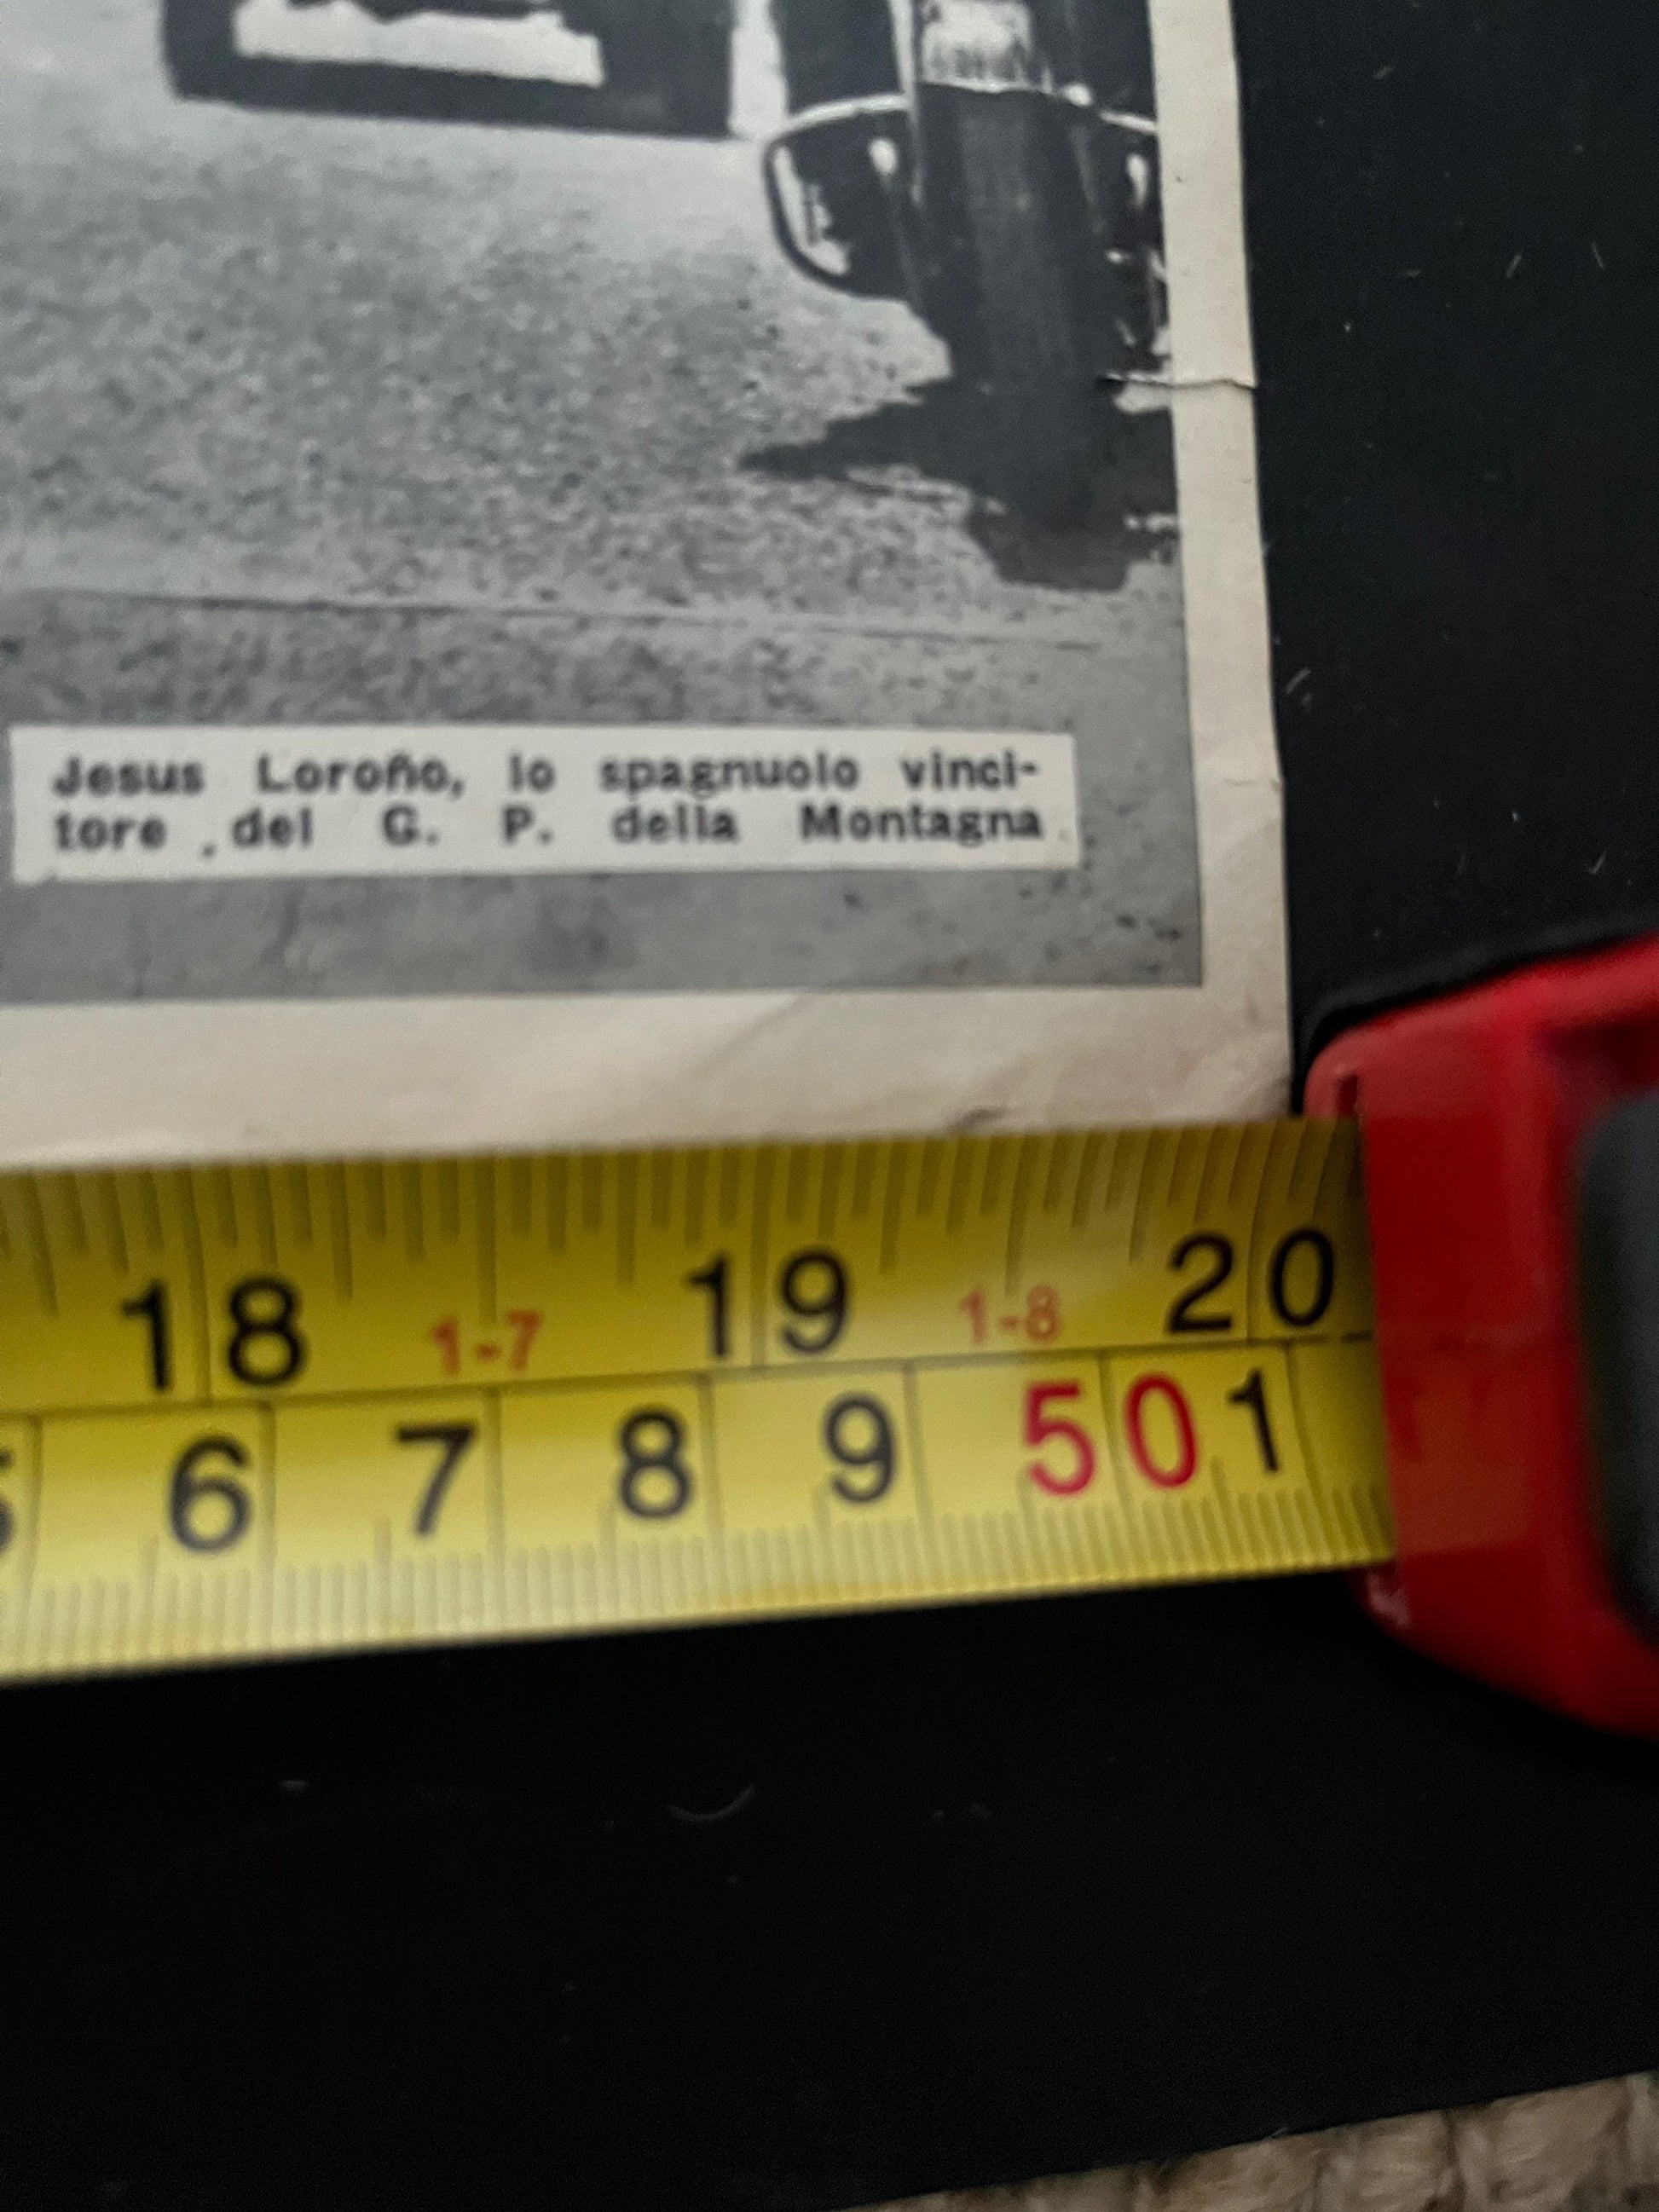 Jesus Loroño, lo spagnuolo vinci-
tore del G. P. della Montagna
18 1-7 19 1-8 20
6 7 8 9 50 1